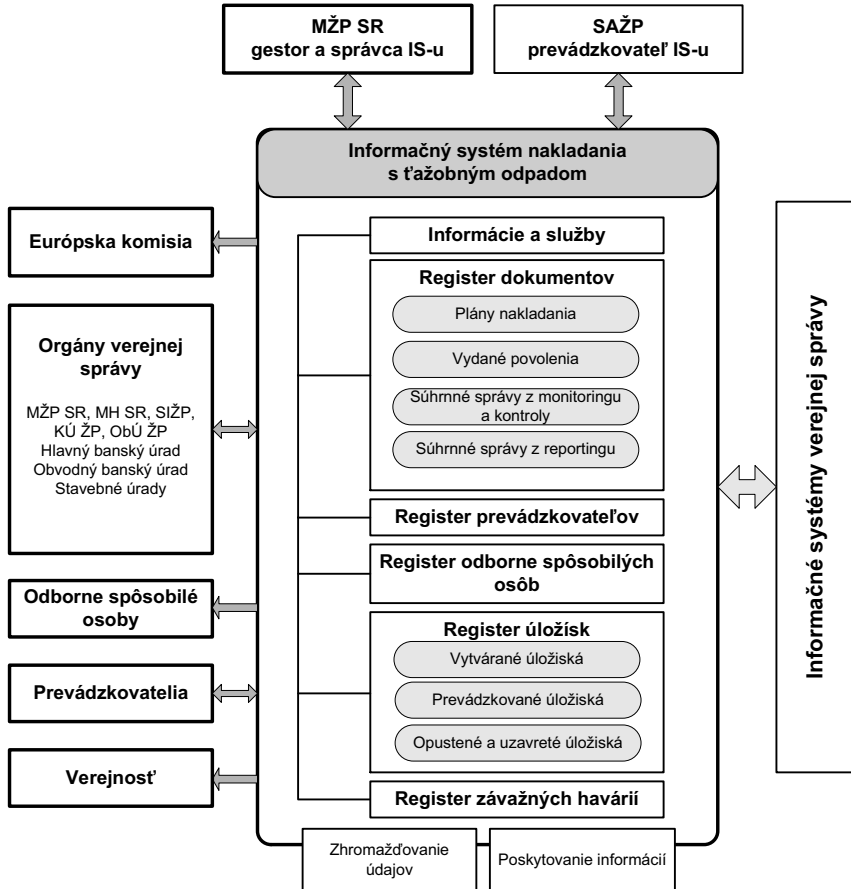 MŽP SR
gestor a správca IS-u
SAŽP
prevádzkovateľ IS-u
Informačný systém nakladania
s ťažobným odpadom
Európska komisia
Orgány verejnej
správy
MŽP SR, MH SR, SIŽP,
KÚ ŽP, ObÚ ŽP
Hlavný banský úrad
Obvodný banský úrad
Stavebné úrady
Odborne spôsobilé
osoby
Prevádzkovatelia
Verejnosť
Informácie a služby
Register dokumentov
Plány nakladania
Vydané povolenia
Súhrnné správy z monitoringu
a kontroly
Súhrnné správy z reportingu
Register prevádzkovateľov
Register odborne spôsobilých
osôb
Register úložísk
Vytvárané úložiská
Prevádzkované úložiská
Opustené a uzavreté úložiská
Register závažných havárií
Zhromažďovanie
údajov
Poskytovanie informácií
Informačné systémy verejnej správy